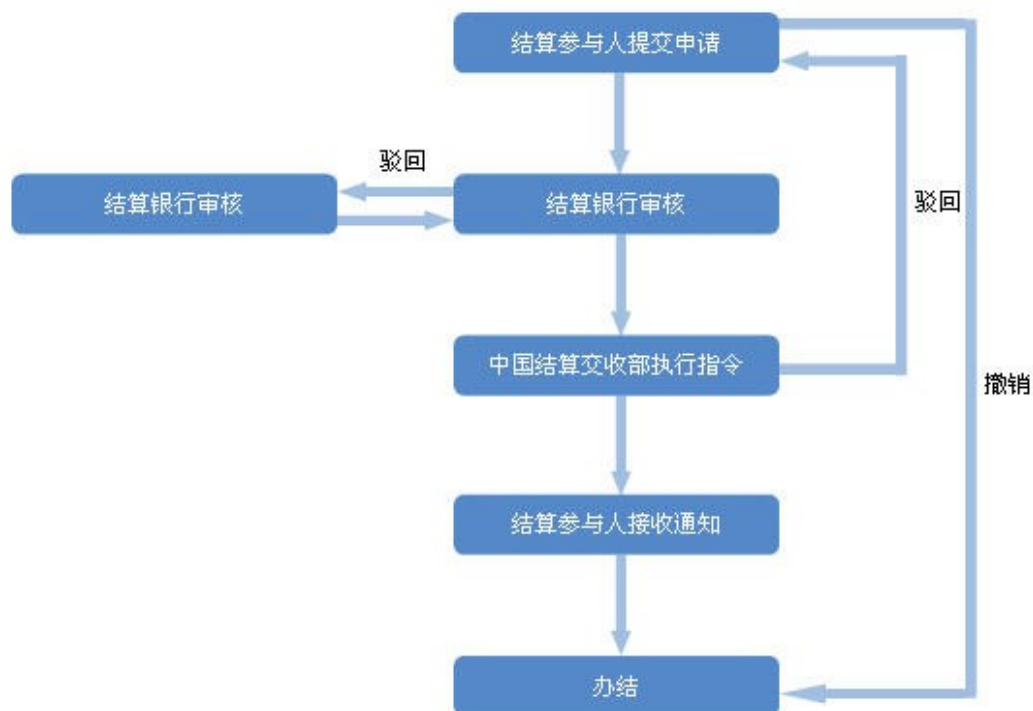 结算参与人提交申请
驳回
结算银行审核
结算银行审核
驳回
中国结算交收部执行指令
撤销
结算参与人接收通知
办结